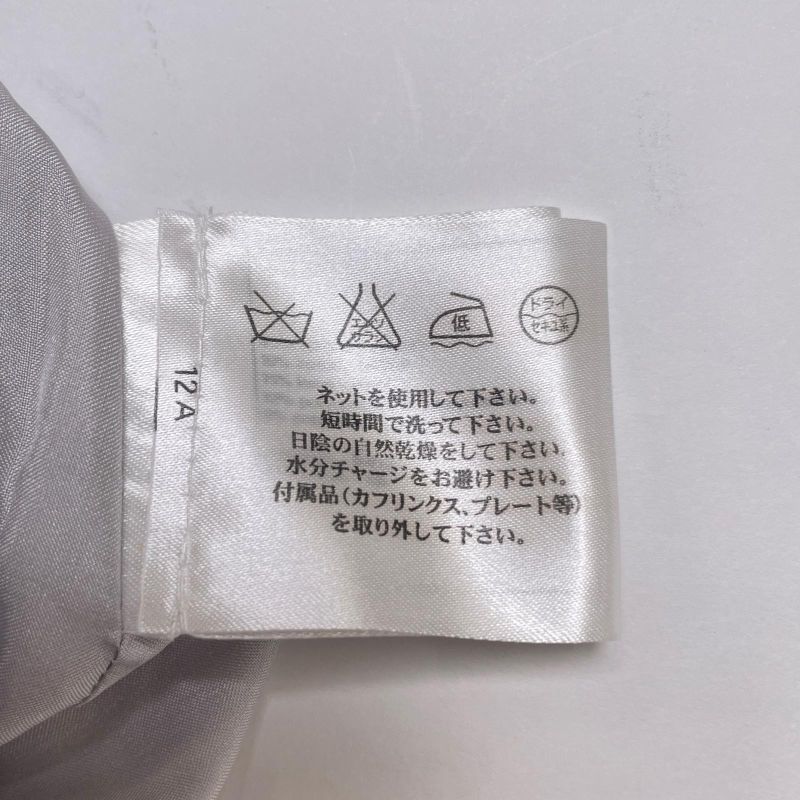 エンソ
サラシ
低
ドライ
セキユ系
ネットを使用して下さい。
短時間で洗って下さい。
日陰の自然乾燥をして下さい。
水分チャージをお避け下さい。
付属品(カフリンクス、プレート等)
を取り外して下さい。
12A